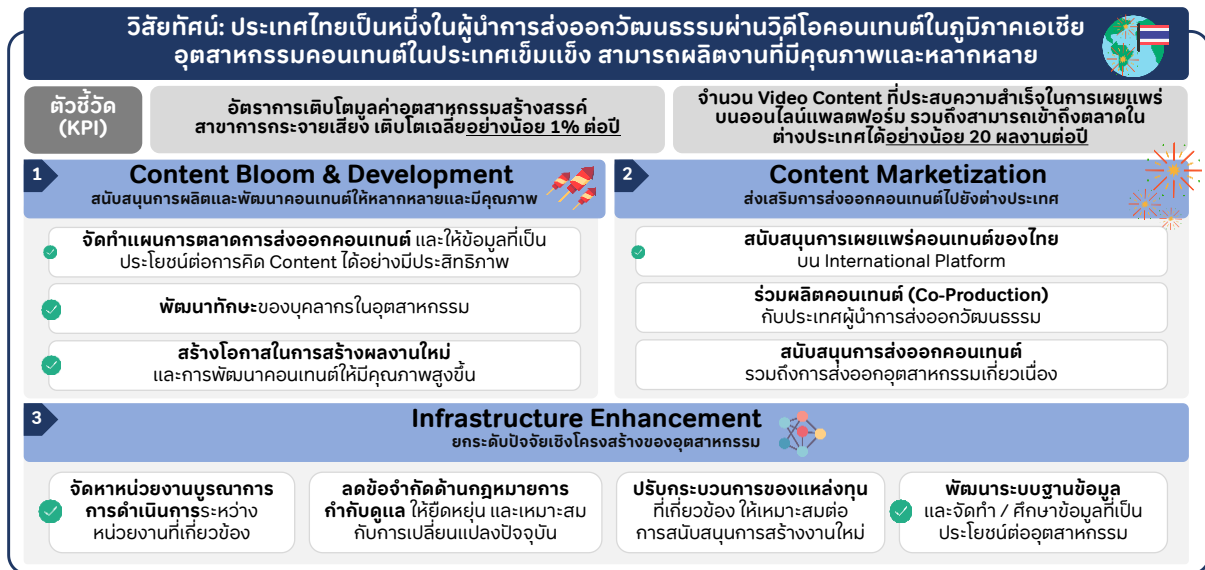 วิสัยทัศน์: ประเทศไทยเป็นหนึ่งในผู้นำการส่งออกวัฒนธรรมผ่านวิดีโอคอนเทนต์ในภูมิภาคเอเชีย
อุตสาหกรรมคอนเทนต์ในประเทศเข้มแข็ง สามารถผลิตงานที่มีคุณภาพและหลากหลาย
ตัวชี้วัด
(KPI)
อัตราการเติบโตมูลค่าอุตสาหกรรมสร้างสรรค์
สาขาการกระจายเสียง เติบโตเฉลี่ยอย่างน้อย 1% ต่อปี
จำนวน Video Content ที่ประสบความสำเร็จในการเผยแพร่
บนออนไลน์แพลตฟอร์ม รวมถึงสามารถเข้าถึงตลาดใน
ต่างประเทศได้อย่างน้อย 20 ผลงานต่อปี
1
Content Bloom & Development
สนับสนุนการผลิตและพัฒนาคอนเทนต์ให้หลากหลายและมีคุณภาพ
จัดทำแผนการตลาดการส่งออกคอนเทนต์ และให้ข้อมูลที่เป็น
ประโยชน์ต่อการคิด Content ได้อย่างมีประสิทธิภาพ
พัฒนาทักษะของบุคลากรในอุตสาหกรรม
สร้างโอกาสในการสร้างผลงานใหม่
และการพัฒนาคอนเทนต์ให้มีคุณภาพสูงขึ้น
2
Content Marketization
ส่งเสริมการส่งออกคอนเทนต์ไปยังต่างประเทศ
สนับสนุนการเผยแพร่คอนเทนต์ของไทย
บน International Platform
ร่วมผลิตคอนเทนต์ (Co-Production)
กับประเทศผู้นำการส่งออกวัฒนธรรม
สนับสนุนการส่งออกคอนเทนต์
รวมถึงการส่งออกอุตสาหกรรมเกี่ยวเนื่อง
3
Infrastructure Enhancement
ยกระดับปัจจัยเชิงโครงสร้างของอุตสาหกรรม
จัดหาหน่วยงานบูรณาการ
การดำเนินการระหว่าง
หน่วยงานที่เกี่ยวข้อง
ลดข้อจำกัดด้านกฎหมายการ
กำกับดูแล ให้ยืดหยุ่น และเหมาะสม
กับการเปลี่ยนแปลงปัจจุบัน
ปรับกระบวนการของแหล่งทุน
ที่เกี่ยวข้อง ให้เหมาะสมต่อ
การสนับสนุนการสร้างงานใหม่
พัฒนาระบบฐานข้อมูล
และจัดทำ / ศึกษาข้อมูลที่เป็น
ประโยชน์ต่ออุตสาหกรรม